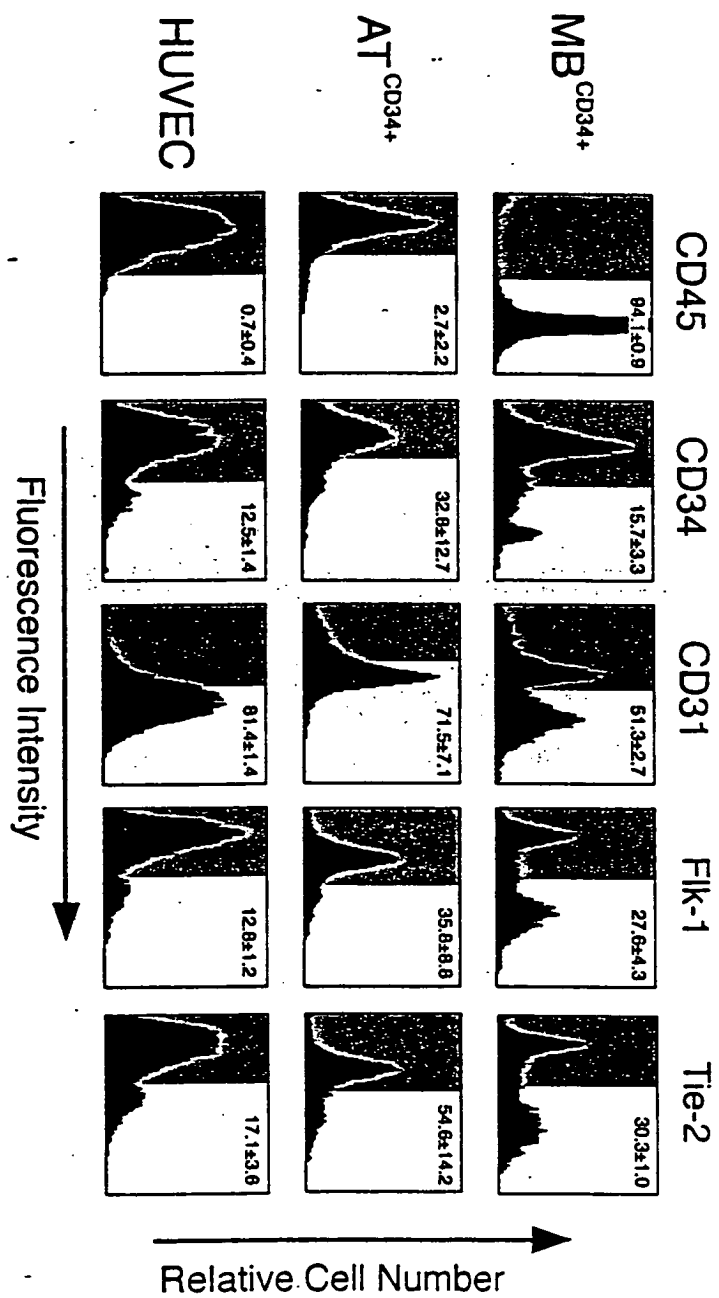 CD45 CD34 CD31 Flk-1 Tie-2
MB^CD34+
94.1±0.9 15.7±3.3 51.3±2.7 27.6±4.3 30.3±1.0
AT^CD34+
2.7±2.2 32.8±12.7 71.5±7.1 35.8±8.8 54.6±14.2
HUVEC
0.7±0.4 12.5±1.4 81.4±1.4 12.8±1.2 17.1±3.6
Fluorescence Intensity
Relative Cell Number